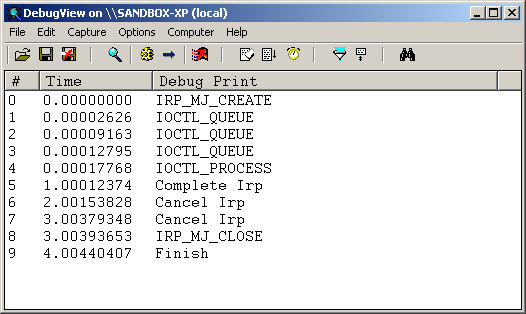 DebugView on \\SANDBOX-XP (local)
File Edit Capture Options Computer Help
# Time Debug Print
0 0.00000000 IRP_MJ_CREATE
1 0.00002626 IOCTL_QUEUE
2 0.00009163 IOCTL_QUEUE
3 0.00012795 IOCTL_QUEUE
4 0.00017768 IOCTL_PROCESS
5 1.00012374 Complete Irp
6 2.00153828 Cancel Irp
7 3.00379348 Cancel Irp
8 3.00393653 IRP_MJ_CLOSE
9 4.00440407 Finish